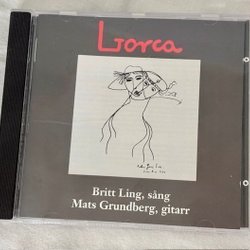 Lorca
Britt Ling, sång
Mats Grundberg, gitarr